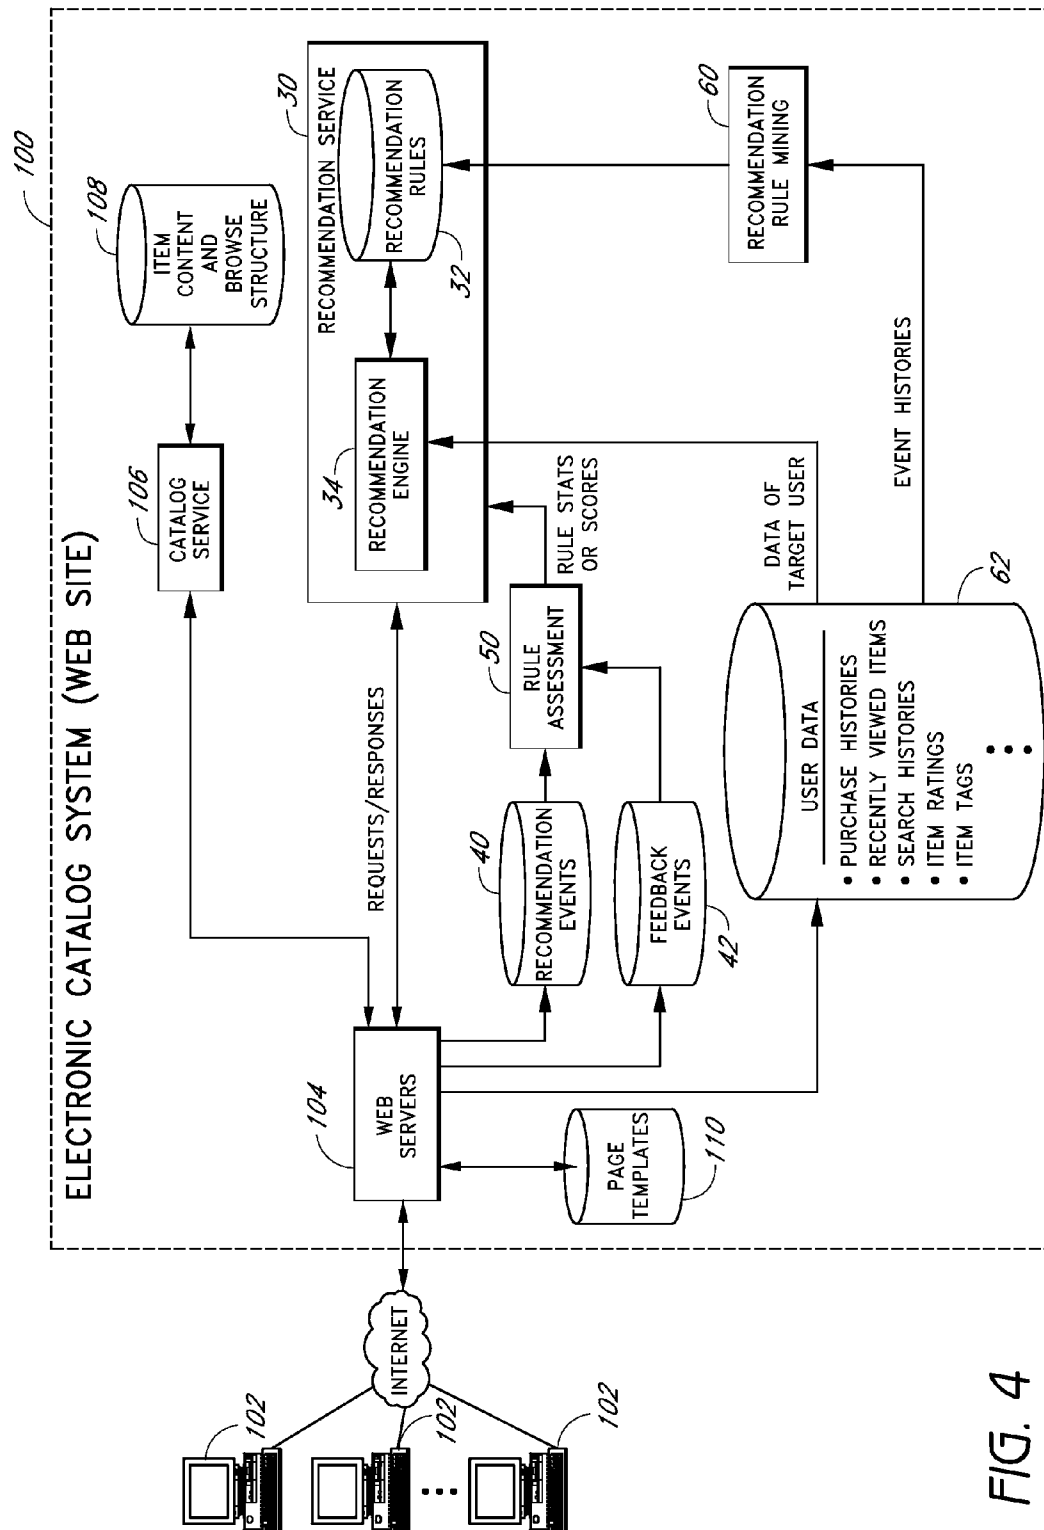 100
ELECTRONIC CATALOG SYSTEM (WEB SITE)
108
ITEM
CONTENT
AND
BROWSE
STRUCTURE
106
CATALOG
SERVICE
30
RECOMMENDATION SERVICE
RECOMMENDATION
RULES
32
34
RECOMMENDATION
ENGINE
REQUESTS/RESPONSES
102
102
102
INTERNET
104
WEB
SERVERS
PAGE
TEMPLATES
110
40
RECOMMENDATION
EVENTS
FEEDBACK
EVENTS
42
50
RULE
ASSESSMENT
RULE STATS
OR SCORES
60
RECOMMENDATION
RULE MINING
DATA OF
TARGET USER
EVENT HISTORIES
62
USER DATA
• PURCHASE HISTORIES
• RECENTLY VIEWED ITEMS
• SEARCH HISTORIES
• ITEM RATINGS
• ITEM TAGS
FIG. 4